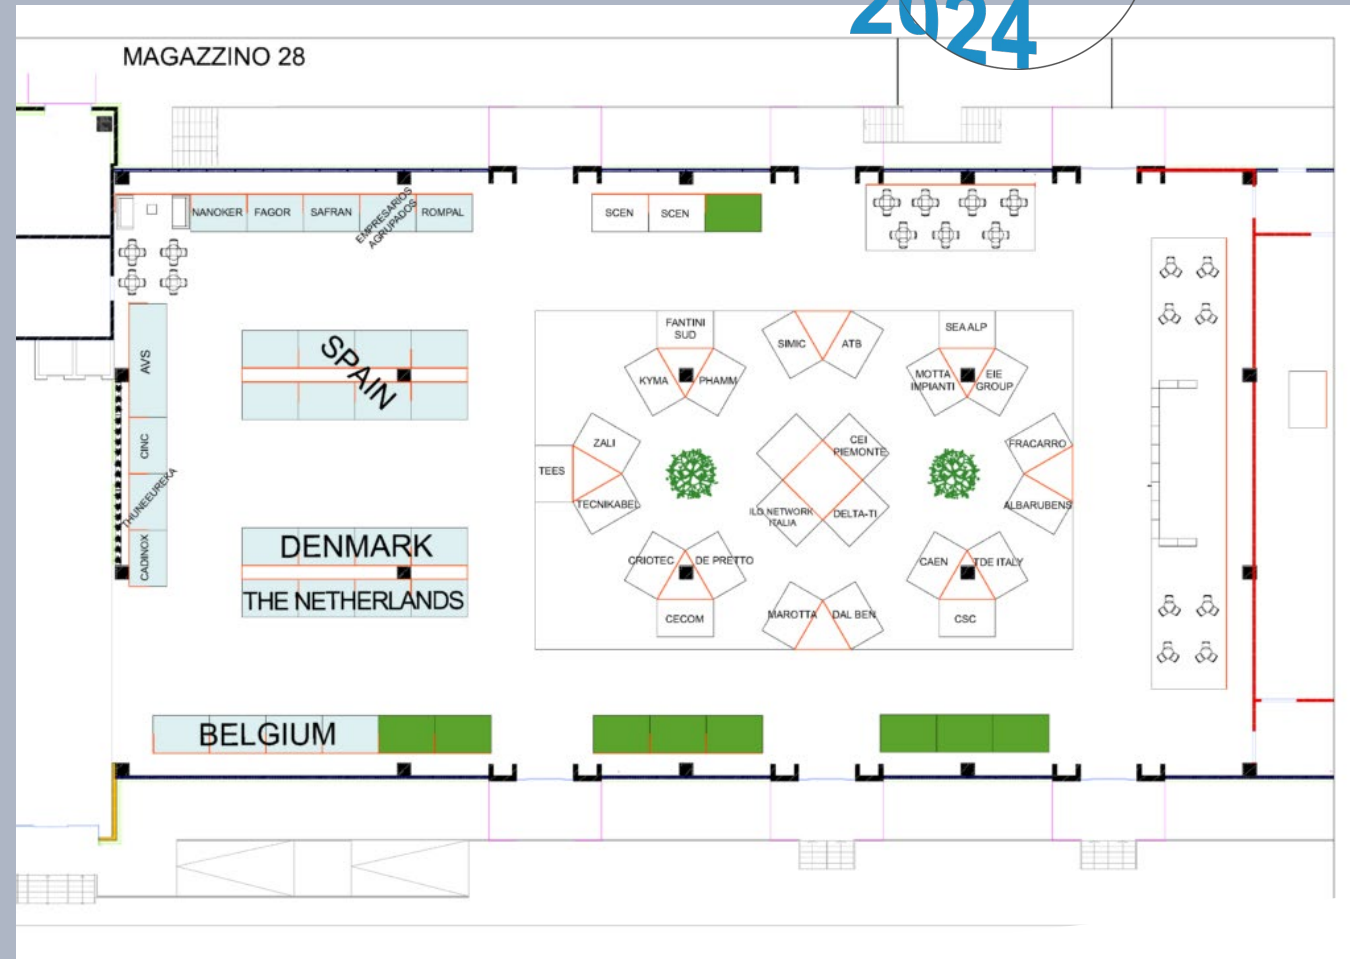 2024
MAGAZZINO 28
NANOKER
FAGOR
SAFRAN
EMPRESARIOS
AGRUPADOS
ROMPAL
SCEN
SCEN
AVS
CINC
THUNEEUREKA
CADINOX
SPAIN
DENMARK
THE NETHERLANDS
BELGIUM
FANTINI
SUD
KYMA
PHAMM
SIMIC
ATB
SEA ALP
MOTTA
IMPIANTI
EIE
GROUP
ZALI
TEES
TECNIKABEL
CEI
PIEMONTE
ILO NETWORK
ITALIA
DELTA-TI
FRACARRO
ALBARUBENS
CRIOTEC
DE PRETTO
CECOM
MAROTTA
DAL BEN
CAEN
TDE ITALY
CSC